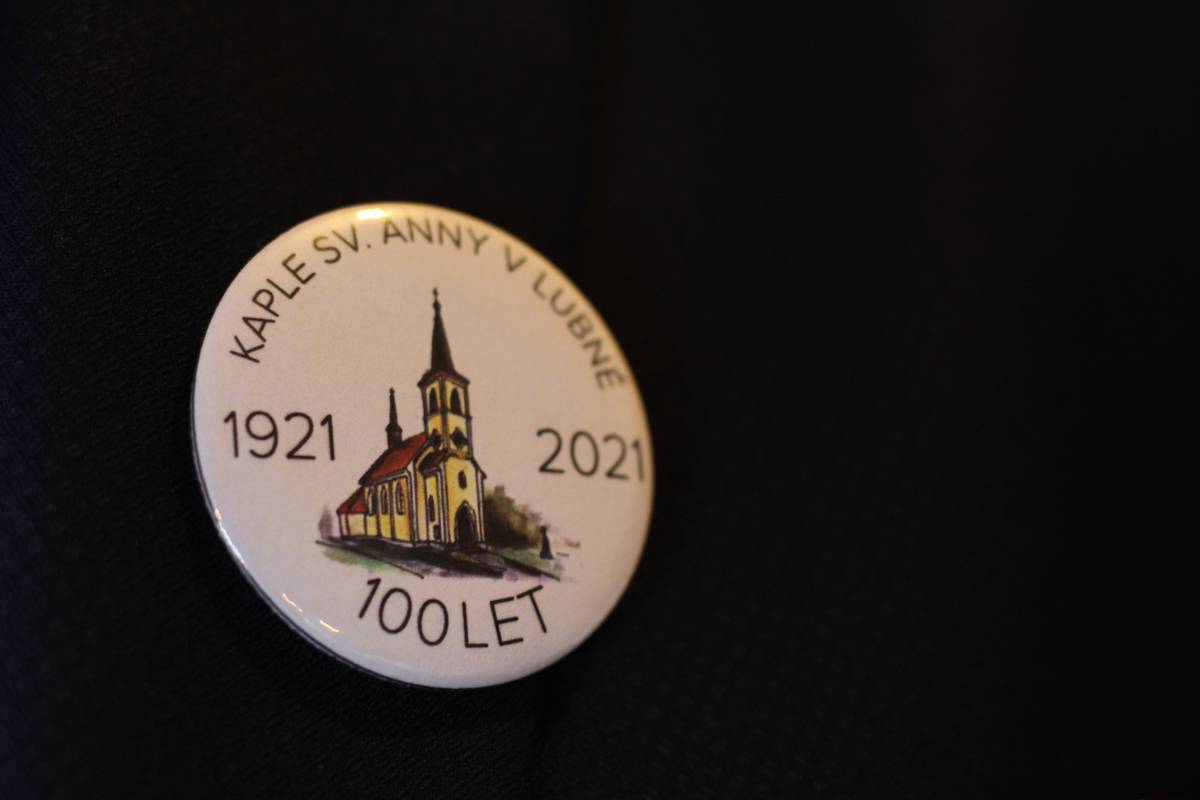 KAPLE SV. ANNY V LUBNÉ
1921
2021
100 LET